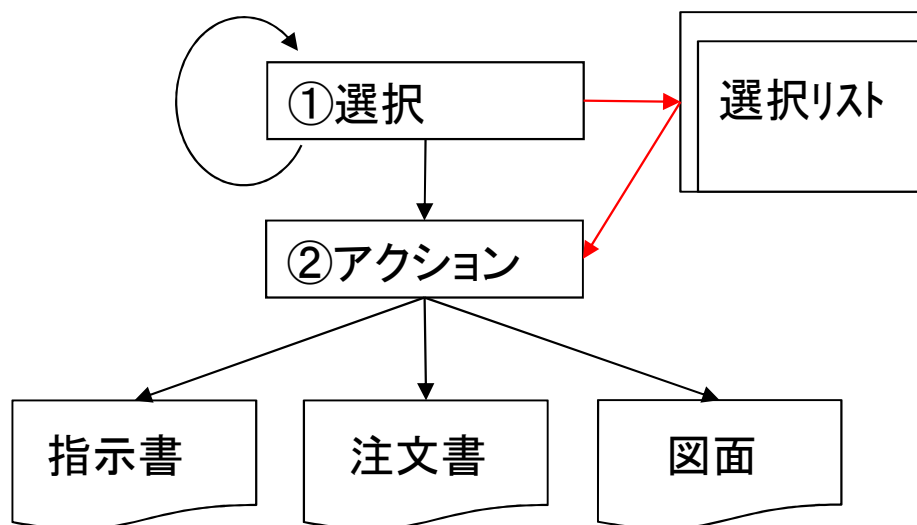 ①選択
選択リスト
②アクション
指示書
注文書
図面